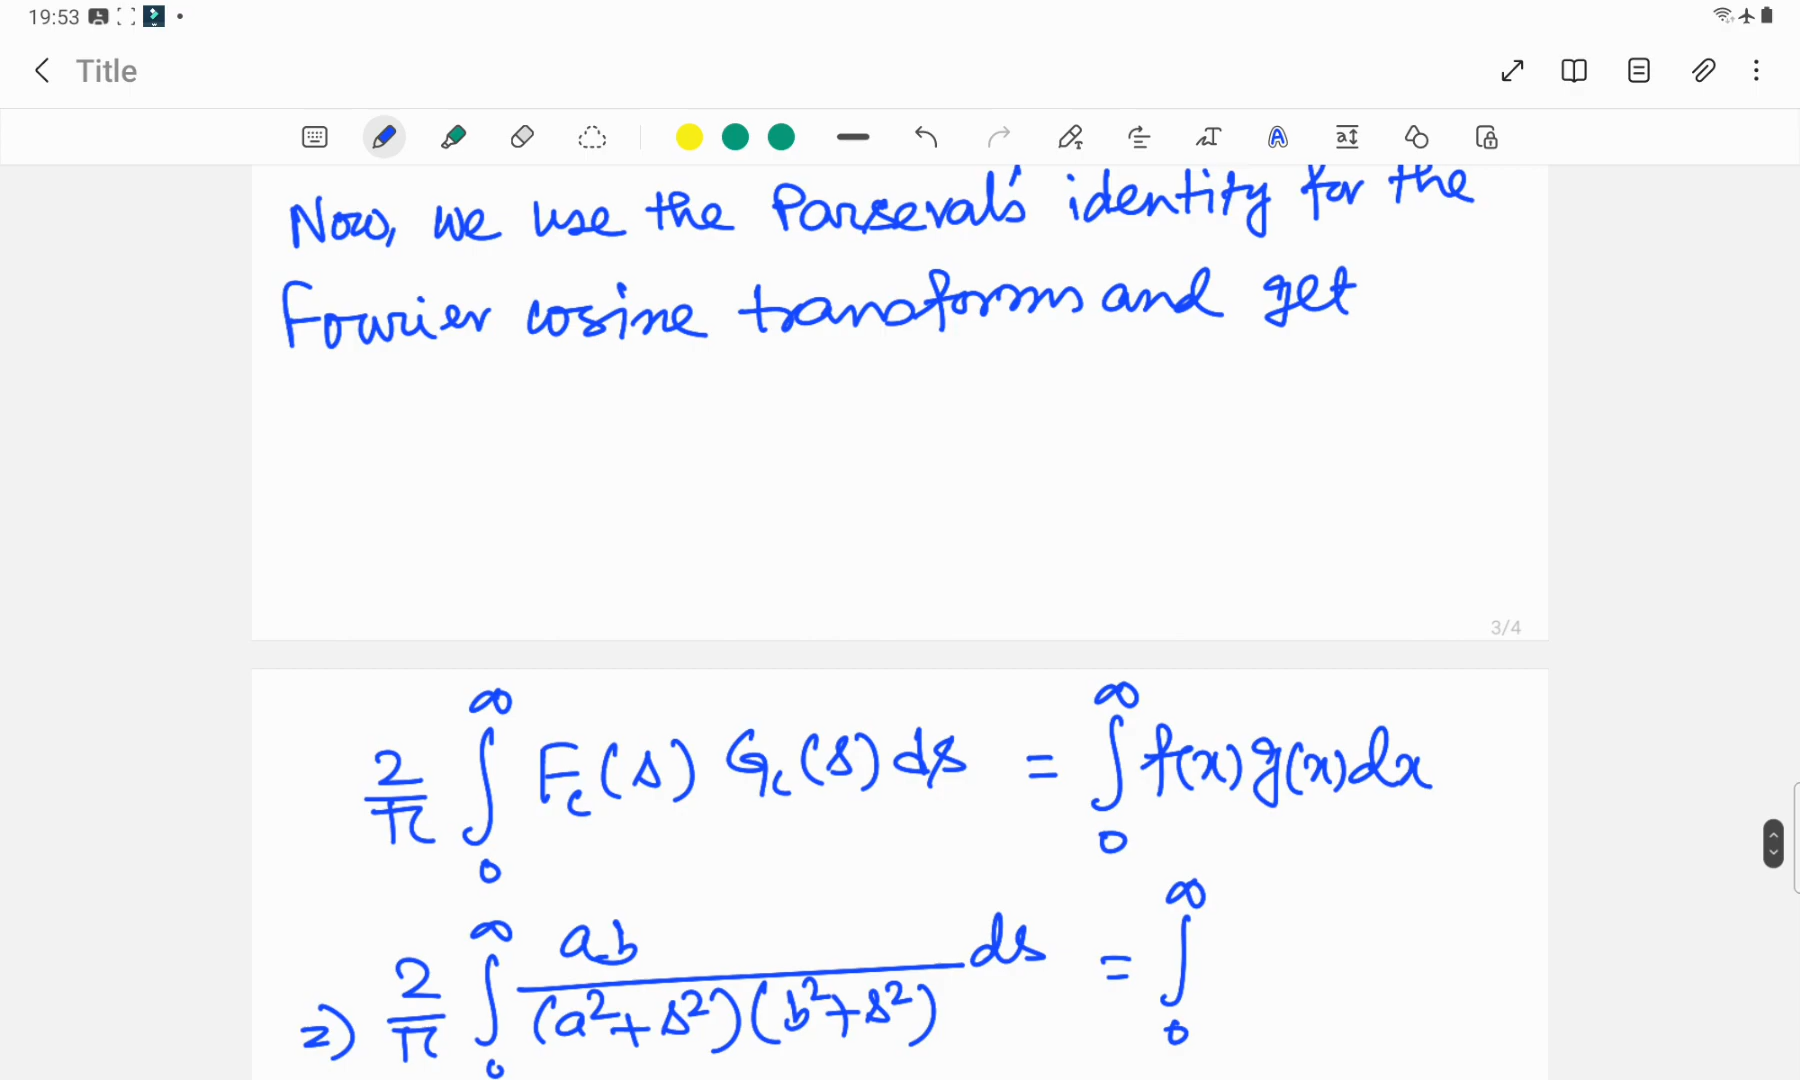 19:53
Title
Now, we use the Parseval's identity for the
Fourier cosine transforms and get
3/4
2/π ∫₀^∞ F_c(s) G_c(s) ds = ∫₀^∞ f(x) g(x) dx
⇒) 2/π ∫₀^∞ ab/((a²+s²)(b²+s²)) ds = ∫₀^∞